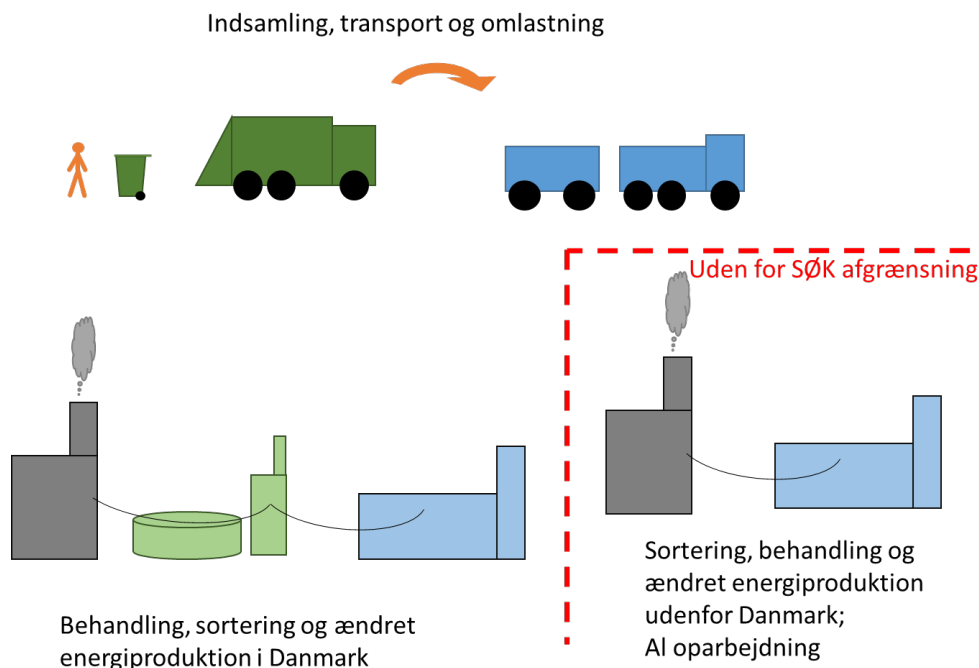 Indsamling, transport og omlastning
Uden for SØK afgrænsning
Sortering, behandling og
ændret energiproduktion
udenfor Danmark;
Al oparbejdning
Behandling, sortering og ændret
energiproduktion i Danmark